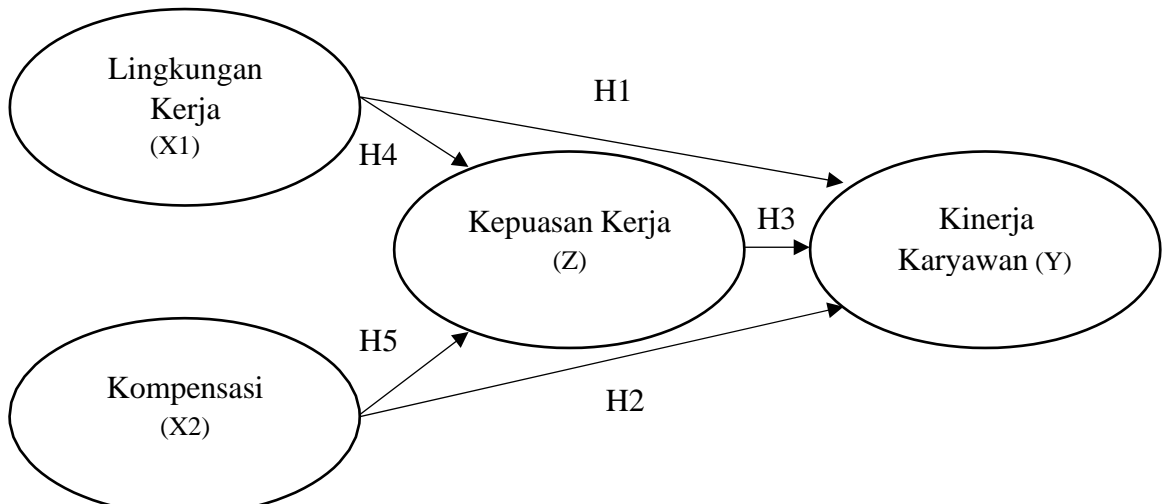 Lingkungan
Kerja
(X1)
H1
H4
Kepuasan Kerja
(Z)
H3
Kinerja
Karyawan (Y)
H5
Kompensasi
(X2)
H2